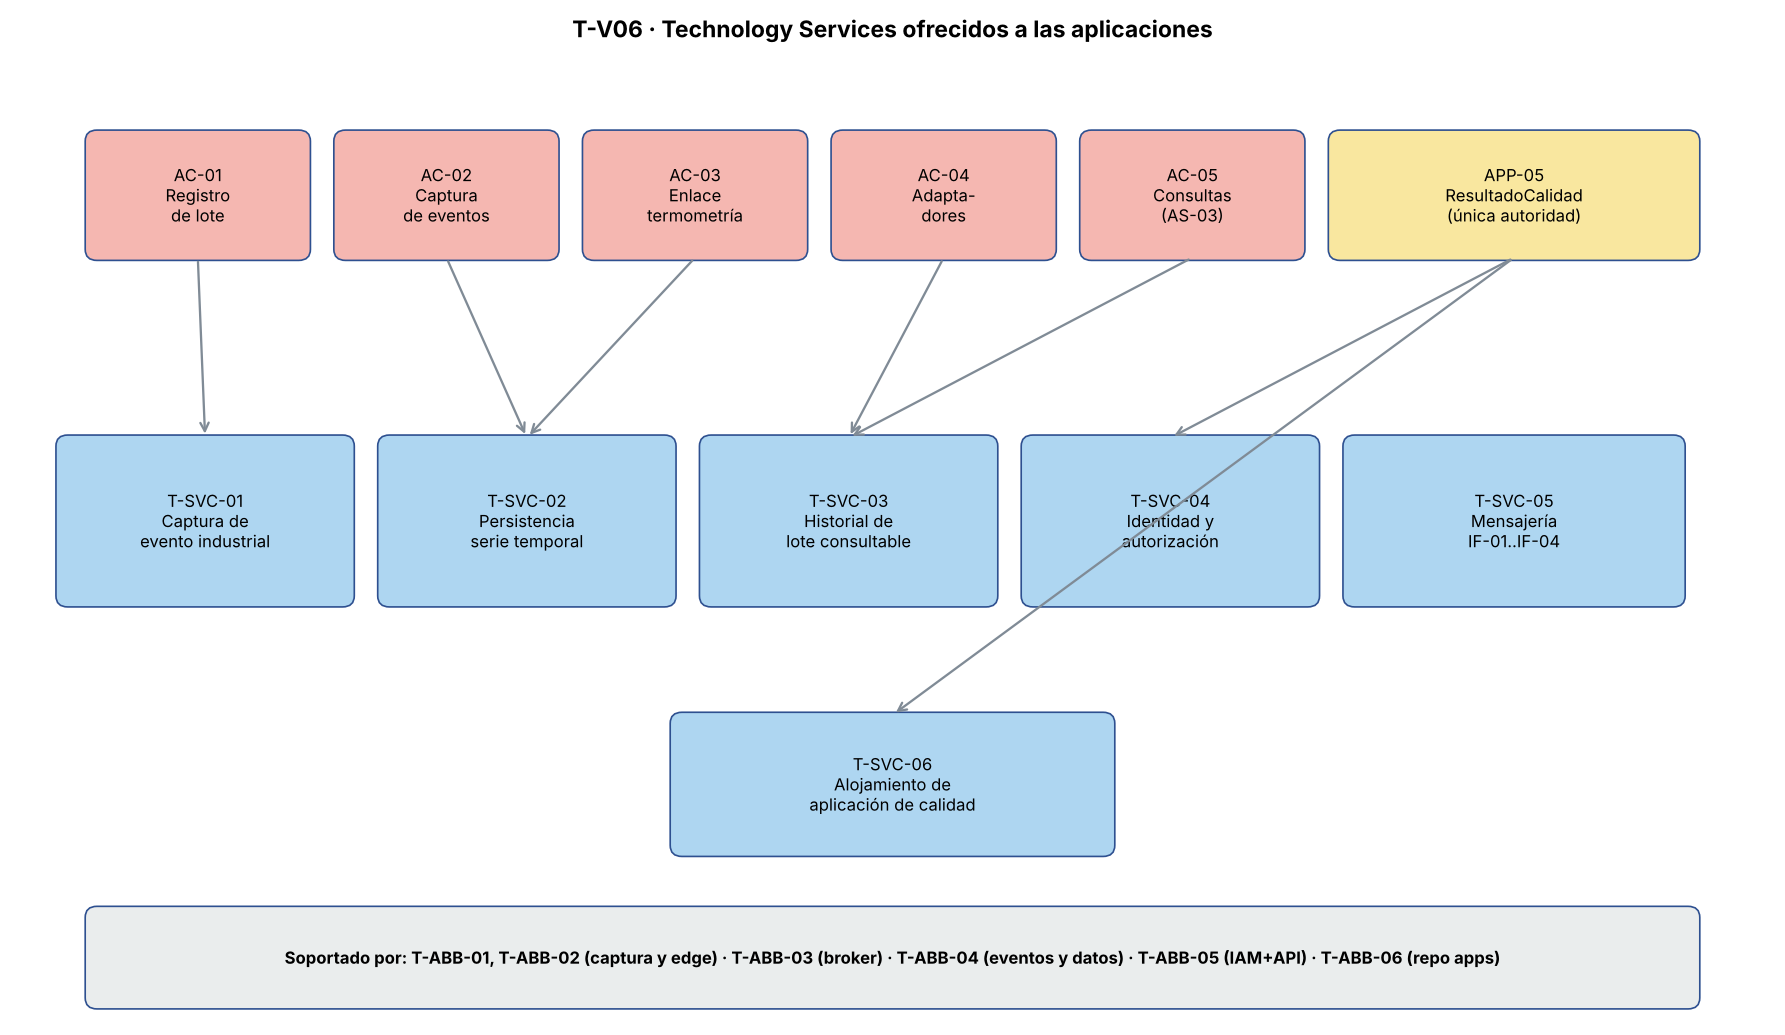 T-V06 · Technology Services ofrecidos a las aplicaciones
AC-01
Registro
de lote
AC-02
Captura
de eventos
AC-03
Enlace
termometría
AC-04
Adapta-
dores
AC-05
Consultas
(AS-03)
APP-05
ResultadoCalidad
(única autoridad)
T-SVC-01
Captura de
evento industrial
T-SVC-02
Persistencia
serie temporal
T-SVC-03
Historial de
lote consultable
T-SVC-04
Identidad y
autorización
T-SVC-05
Mensajería
IF-01..IF-04
T-SVC-06
Alojamiento de
aplicación de calidad
Soportado por: T-ABB-01, T-ABB-02 (captura y edge) · T-ABB-03 (broker) · T-ABB-04 (eventos y datos) · T-ABB-05 (IAM+API) · T-ABB-06 (repo apps)